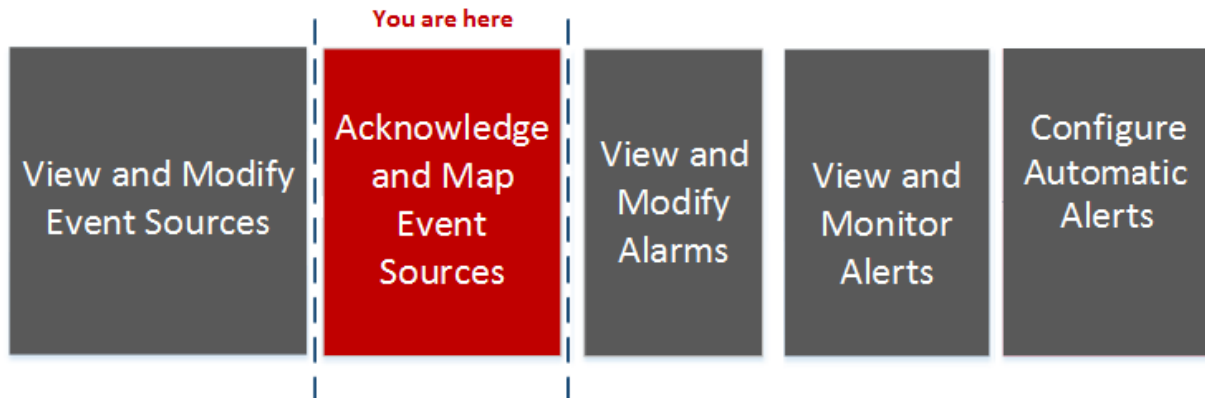 You are here
View and Modify
Event Sources
Acknowledge
and Map
Event
Sources
View and
Modify
Alarms
View and
Monitor
Alerts
Configure
Automatic
Alerts